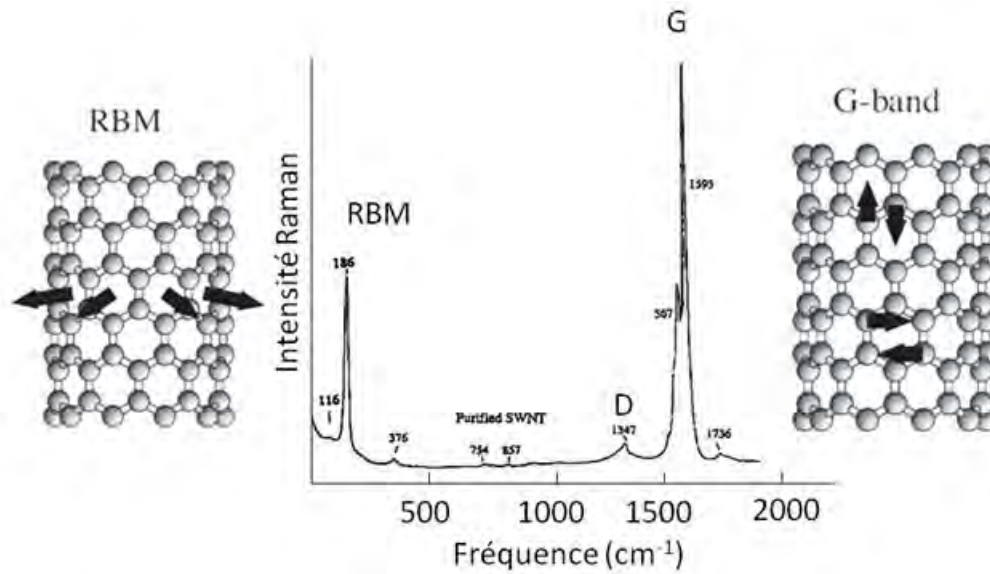 G
RBM
G-band
RBM
Intensité Raman
186
1593
567
116
376
Purified SWNT
754
857
D
1347
1736
500
1000
1500
2000
Fréquence (cm-1)